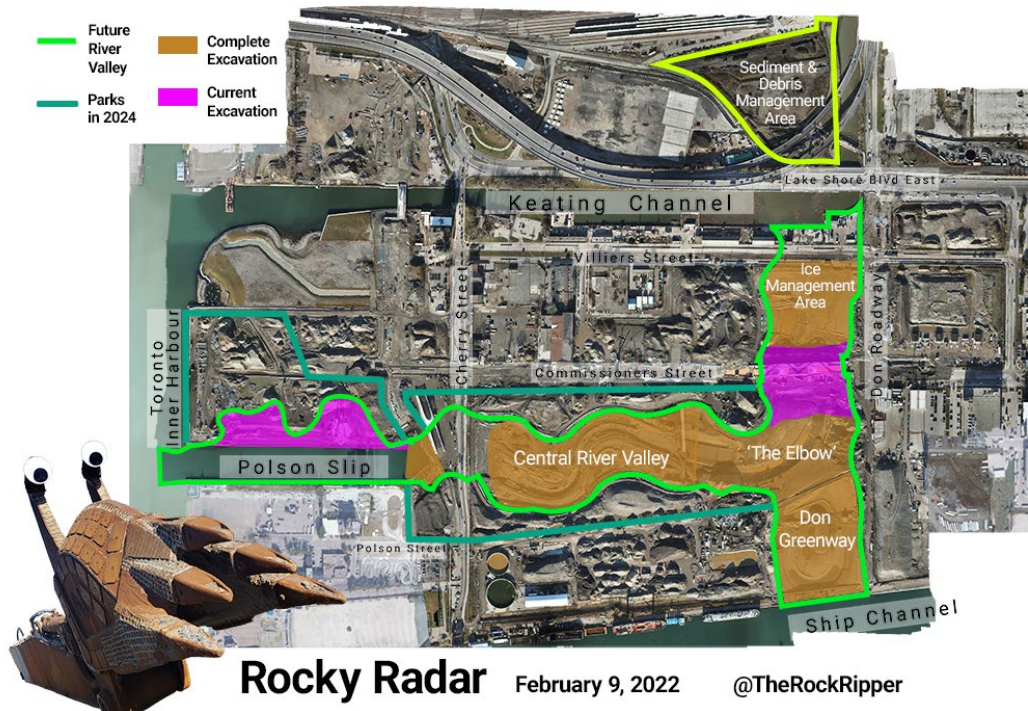 Future
River
Valley
Complete
Excavation
Parks
in 2024
Current
Excavation
Sediment &
Debris
Management
Area
Lake Shore Blvd East
Keating Channel
Villiers Street
Ice
Management
Area
Don Roadway
Cherry Street
Toronto
Inner Harbour
Commissioners Street
Polson Slip
Central River Valley
'The Elbow'
Don
Greenway
Polson Street
Ship Channel
Rocky Radar
February 9, 2022
@TheRockRipper